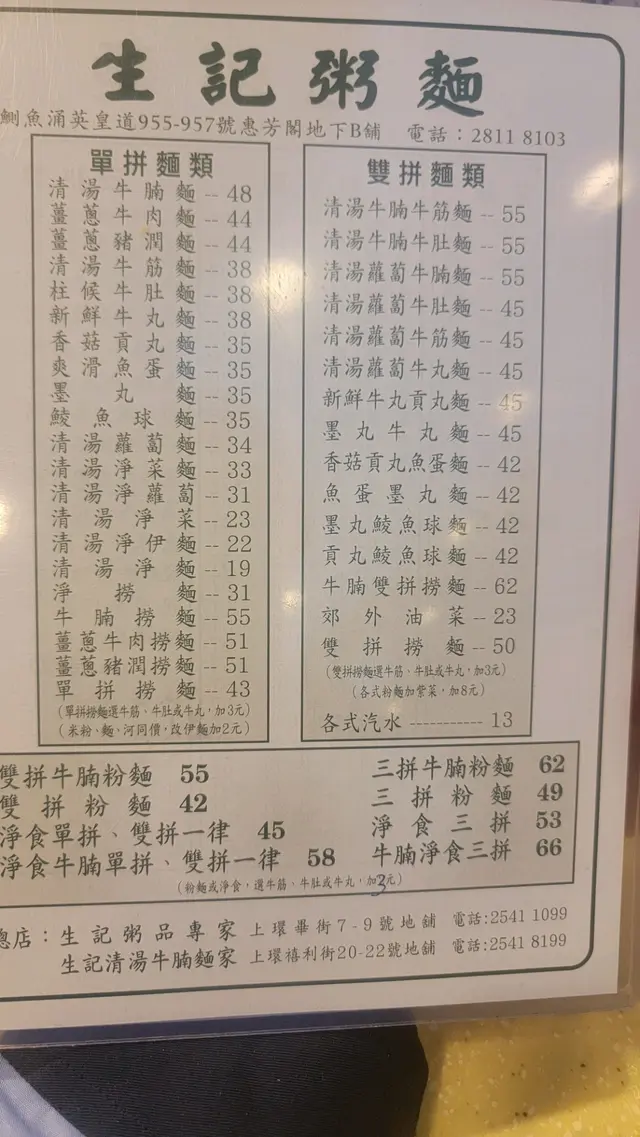 生記粥麵
鰂魚涌英皇道955-957號惠芳閣地下B舖 電話：2811 8103
單拼麵類
清湯牛腩麵 -- 48
薑蔥牛肉麵 -- 44
薑蔥豬潤麵 -- 44
清湯牛筋麵 -- 38
柱候牛肚麵 -- 38
新鮮牛丸麵 -- 38
香菇貢丸麵 -- 35
爽滑魚蛋麵 -- 35
墨丸麵 -- 35
鯪魚球麵 -- 35
清湯蘿蔔麵 -- 34
清湯淨菜麵 -- 33
清湯淨蘿蔔 -- 31
清湯淨菜 -- 23
清湯淨伊麵 -- 22
清湯淨麵 -- 19
淨撈麵 -- 31
牛腩撈麵 -- 55
薑蔥牛肉撈麵 -- 51
薑蔥豬潤撈麵 -- 51
單拼撈麵 -- 43
（單拼撈麵選牛筋、牛肚或牛丸，加3元）
（米粉、麵、河同價，改伊麵加2元）
雙拼麵類
清湯牛腩牛筋麵 -- 55
清湯牛腩牛肚麵 -- 55
清湯蘿蔔牛腩麵 -- 55
清湯蘿蔔牛肚麵 -- 45
清湯蘿蔔牛筋麵 -- 45
清湯蘿蔔牛丸麵 -- 45
新鮮牛丸貢丸麵 -- 45
墨丸牛丸麵 -- 45
香菇貢丸魚蛋麵 -- 42
魚蛋墨丸麵 -- 42
墨丸鯪魚球麵 -- 42
貢丸鯪魚球麵 -- 42
牛腩雙拼撈麵 -- 62
郊外油菜 -- 23
雙拼撈麵 -- 50
（雙拼撈麵選牛筋、牛肚或牛丸，加3元）
（各式粉麵加紫菜，加8元）
各式汽水 ----------- 13
雙拼牛腩粉麵 55
雙拼粉麵 42
淨食單拼、雙拼一律 45
淨食牛腩單拼、雙拼一律 58
三拼牛腩粉麵 62
三拼粉麵 49
淨食三拼 53
牛腩淨食三拼 66
（粉麵或淨食，選牛筋、牛肚或牛丸，加3元）
總店：生記粥品專家 上環畢街7-9號地舖 電話:2541 1099
生記清湯牛腩麵家 上環禧利街20-22號地舖 電話:2541 8199